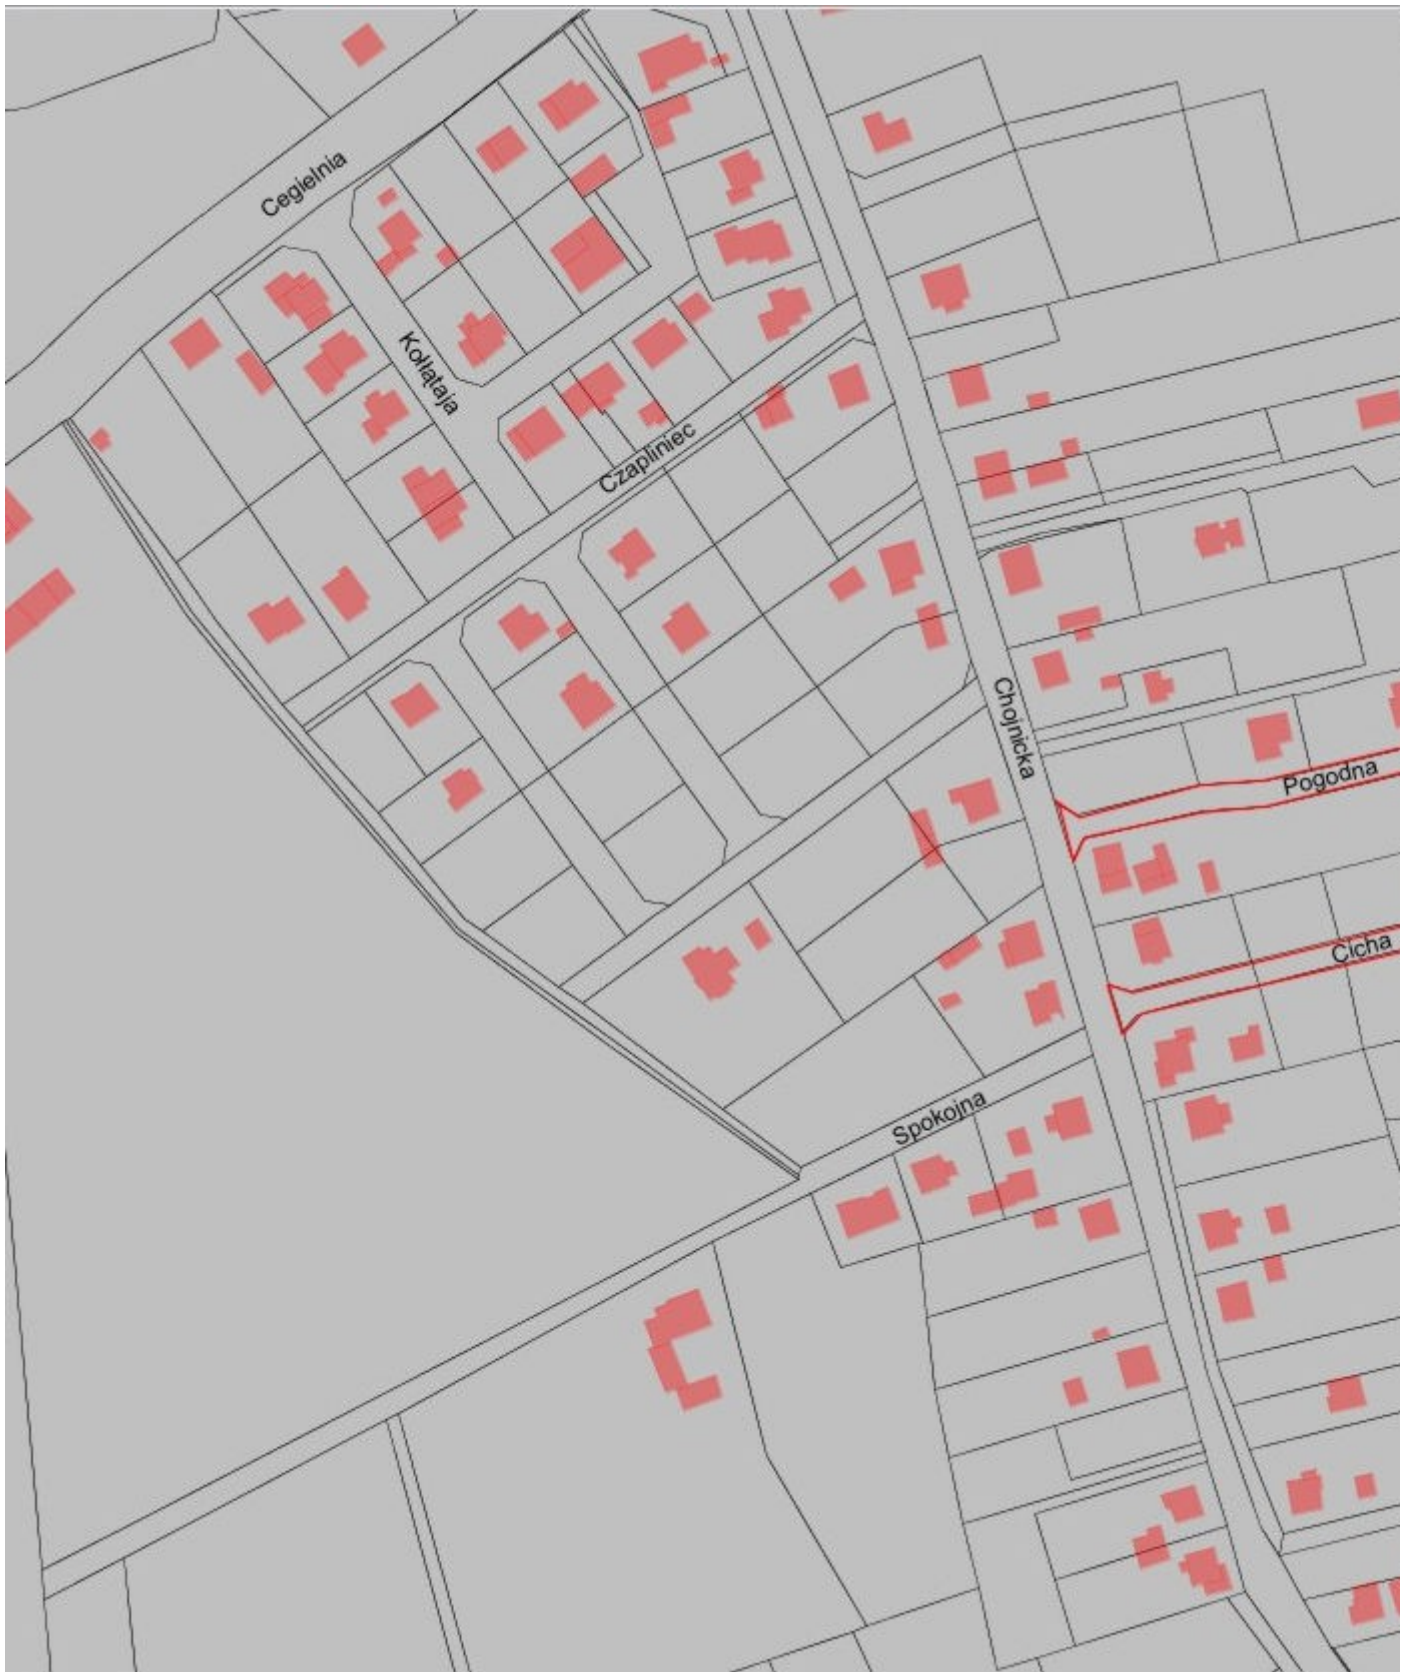 Cegielnia
Kołłątaja
Czapliniec
Chojnicka
Pogodna
Cicha
Spokojna